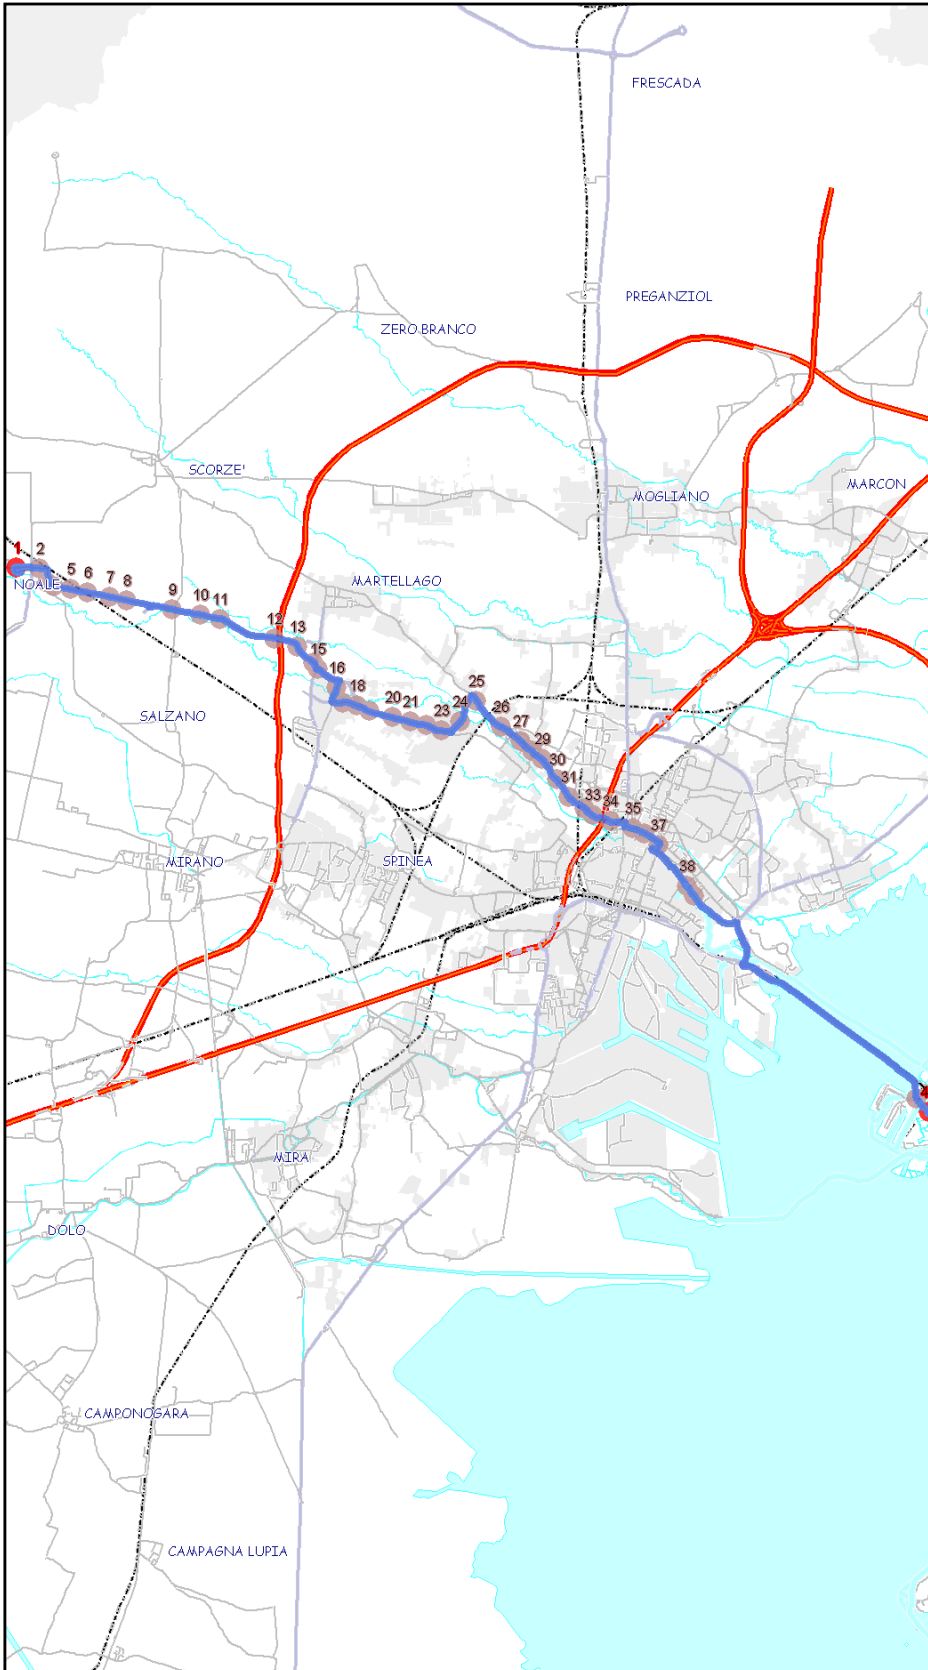 FRESCADA
PREGANZIOL
ZERO BRANCO
SCORZE'
MOGLIANO
MARCON
1
2
NOALE
5
6
7
8
9
10
11
MARTELLAGO
12
13
15
16
18
20
21
23
24
25
26
27
29
30
31
33
34
35
37
38
SALZANO
MIRANO
SPINEA
MIRA
DOLO
CAMPONOGARA
CAMPAGNA LUPIA